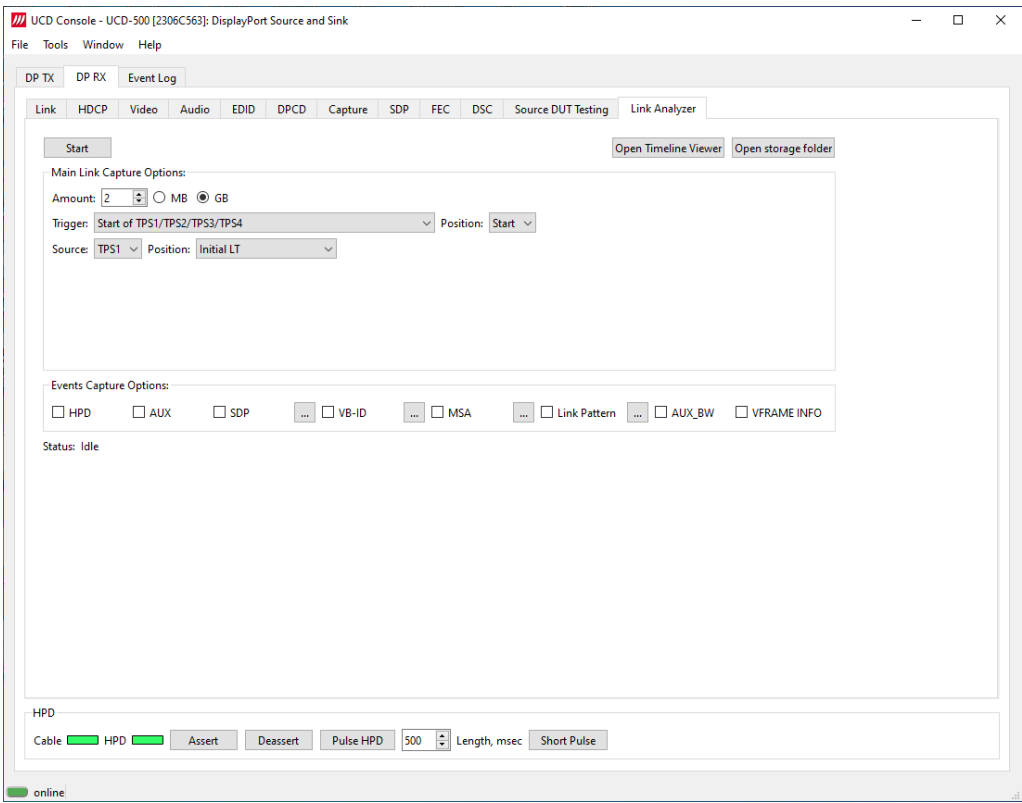 UCD Console - UCD-500 [2306C563]: DisplayPort Source and Sink
File Tools Window Help
DP TX DP RX Event Log
Link HDCP Video Audio EDID DPCD Capture SDP FEC DSC Source DUT Testing Link Analyzer
Start Open Timeline Viewer Open storage folder
Main Link Capture Options:
Amount: 2 MB GB
Trigger: Start of TPS1/TPS2/TPS3/TPS4 Position: Start
Source: TPS1 Position: Initial LT
Events Capture Options:
HPD AUX SDP ... VB-ID ... MSA ... Link Pattern ... AUX_BW VFRAME INFO
Status: Idle
HPD
Cable HPD Assert Deassert Pulse HPD 500 Length, msec Short Pulse
online